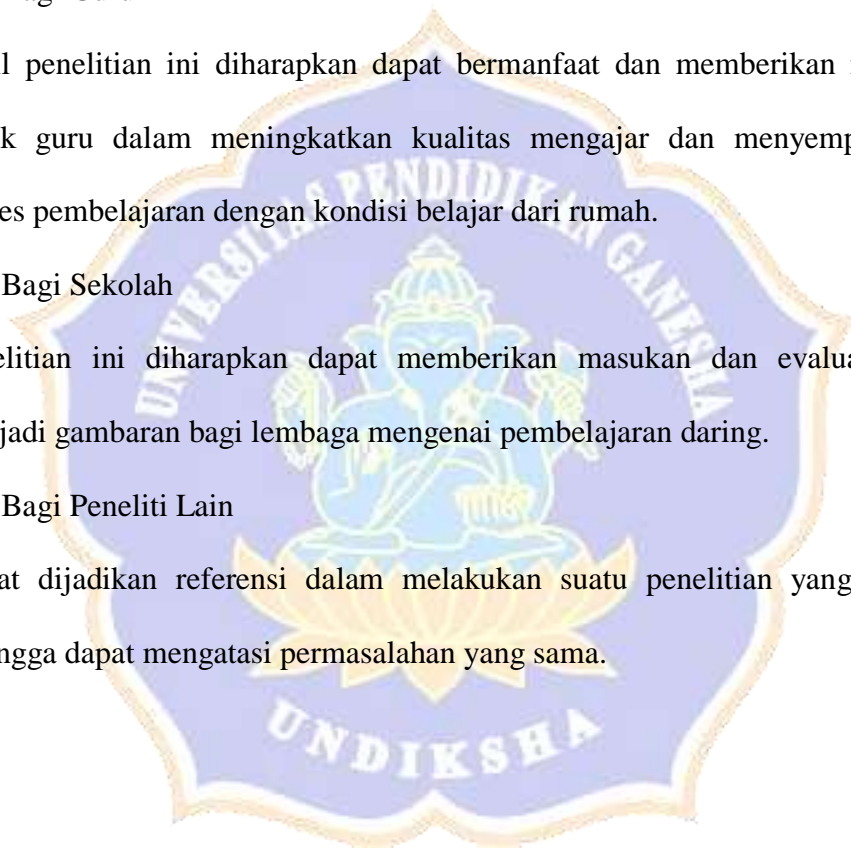 l penelitian ini diharapkan dapat bermanfaat dan memberikan
k guru dalam meningkatkan kualitas mengajar dan menyemp
es pembelajaran dengan kondisi belajar dari rumah.
Bagi Sekolah
elitian ini diharapkan dapat memberikan masukan dan evalua
jadi gambaran bagi lembaga mengenai pembelajaran daring.
Bagi Peneliti Lain
at dijadikan referensi dalam melakukan suatu penelitian yang
ngga dapat mengatasi permasalahan yang sama.
UNIVERSITAS PENDIDIKAN GANESHA
UNDIKSHA